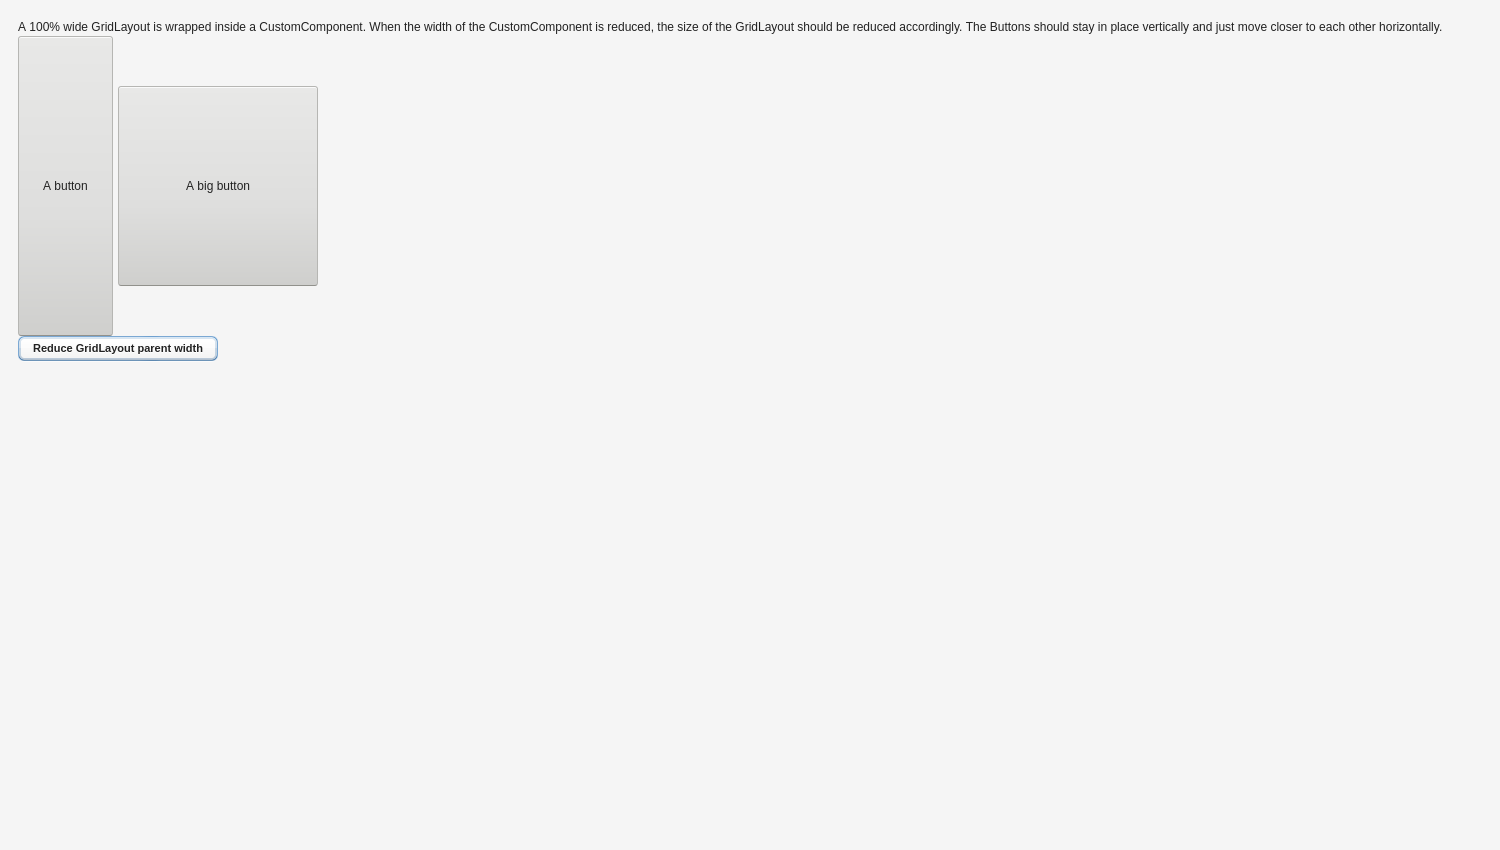 A 100% wide GridLayout is wrapped inside a CustomComponent. When the width of the CustomComponent is reduced, the size of the GridLayout should be reduced accordingly. The Buttons should stay in place vertically and just move closer to each other horizontally.
A button
A big button
Reduce GridLayout parent width